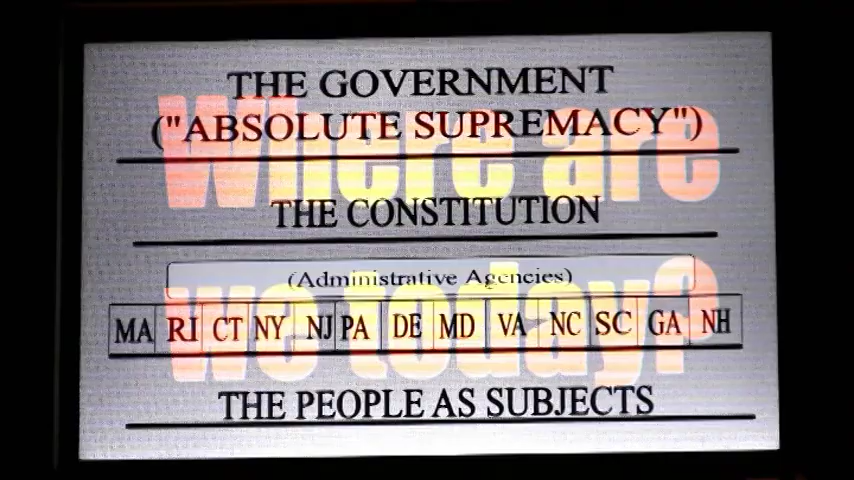 THE GOVERNMENT
("ABSOLUTE SUPREMACY")
Where are
THE CONSTITUTION
(Administrative Agencies)
we today?
MA RI CT NY NJ PA DE MD VA NC SC GA NH
THE PEOPLE AS SUBJECTS